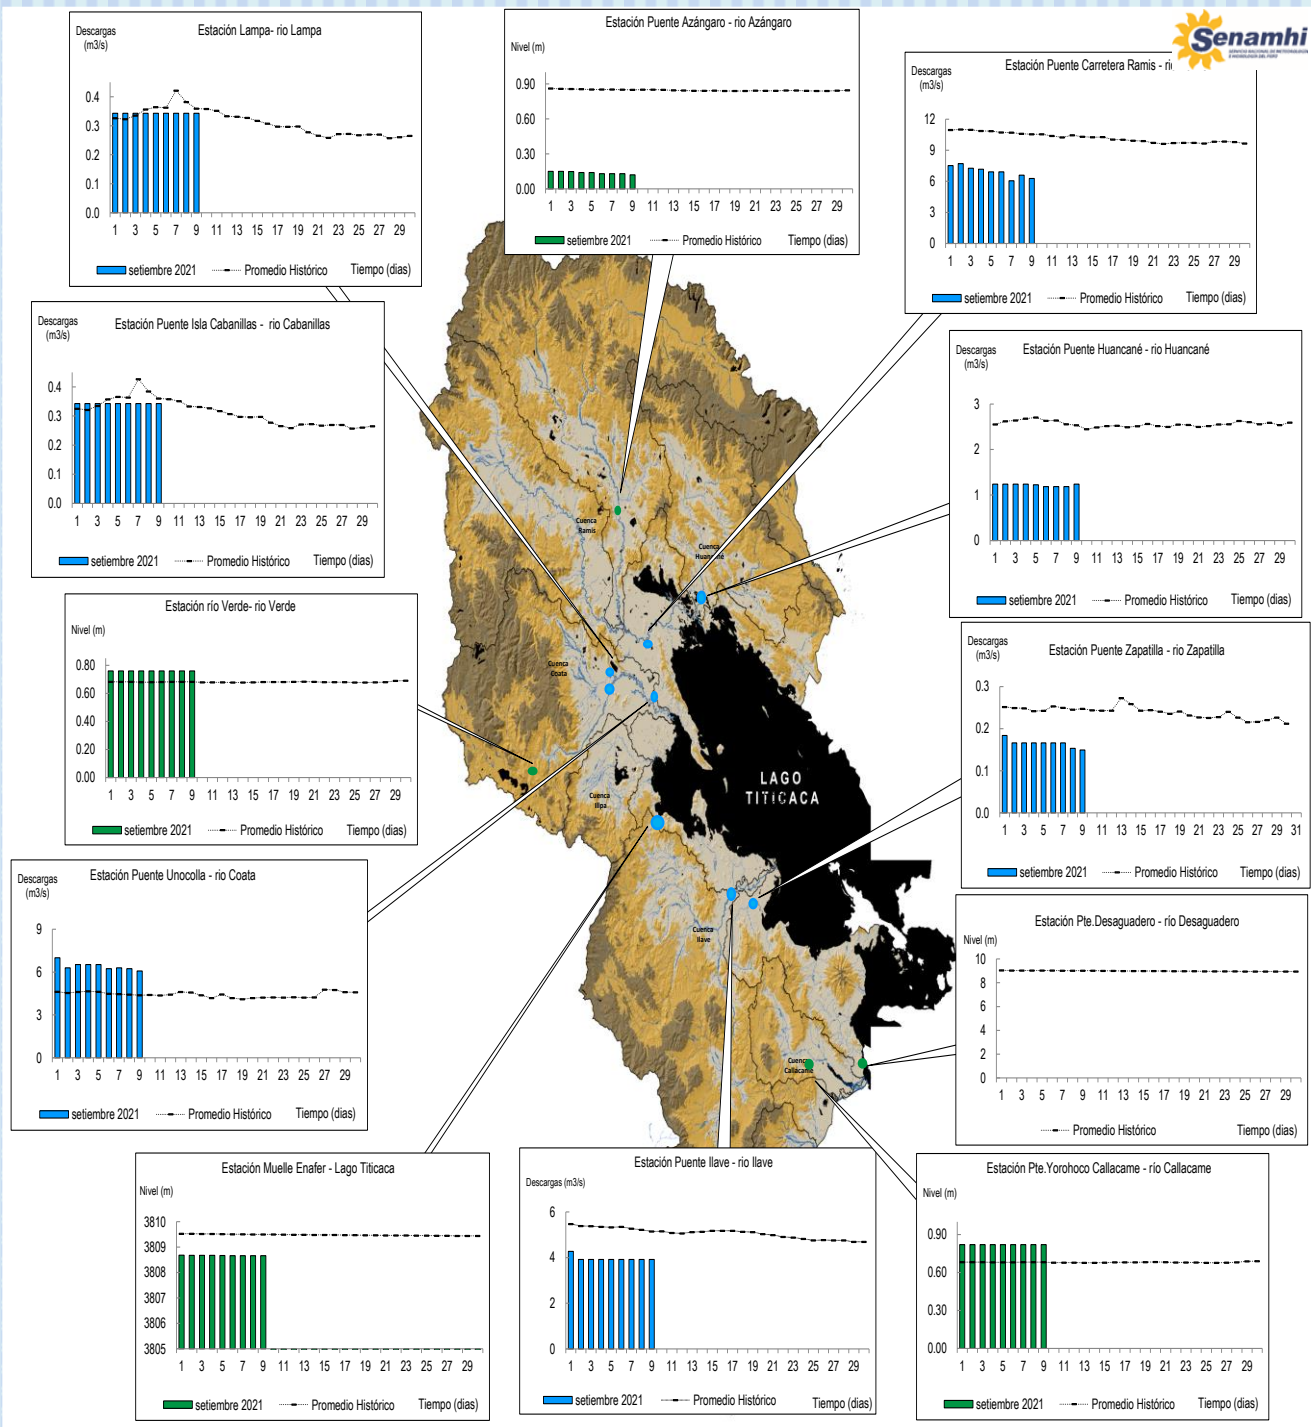 Senamhi
Estación Lampa- rio Lampa
Descargas
(m3/s)
0.4
0.3
0.2
0.1
0.0
1 3 5 7 9 11 13 15 17 19 21 23 25 27 29
setiembre 2021 Promedio Histórico Tiempo (dias)
Estación Puente Azángaro - rio Azángaro
Nivel (m)
0.90
0.60
0.30
0.00
1 3 5 7 9 11 13 15 17 19 21 23 25 27 29
setiembre 2021 Promedio Histórico Tiempo (dias)
Estación Puente Carretera Ramis - rio
Descargas
(m3/s)
12
9
6
3
0
1 3 5 7 9 11 13 15 17 19 21 23 25 27 29
setiembre 2021 Promedio Histórico Tiempo (dias)
Estación Puente Isla Cabanillas - rio Cabanillas
Descargas
(m3/s)
0.4
0.3
0.2
0.1
0.0
1 3 5 7 9 11 13 15 17 19 21 23 25 27 29
setiembre 2021 Promedio Histórico Tiempo (dias)
Estación Puente Huancané - rio Huancané
Descargas
(m3/s)
3
2
1
0
1 3 5 7 9 11 13 15 17 19 21 23 25 27 29
setiembre 2021 Promedio Histórico Tiempo (dias)
Estación río Verde- rio Verde
Nivel (m)
0.80
0.60
0.40
0.20
0.00
1 3 5 7 9 11 13 15 17 19 21 23 25 27 29
setiembre 2021 Promedio Histórico Tiempo (dias)
Estación Puente Zapatilla - rio Zapatilla
Descargas
(m3/s)
0.3
0.2
0.1
0.0
1 3 5 7 9 11 13 15 17 19 21 23 25 27 29 31
setiembre 2021 Promedio Histórico Tiempo (dias)
Cuenca
Ramis
Cuenca
Huancané
Cuenca
Coata
Cuenca
Illpa
LAGO
TITICACA
Cuenca
Ilave
Cuenca
Callacame
Estación Puente Unocolla - rio Coata
Descargas
(m3/s)
9
6
3
0
1 3 5 7 9 11 13 15 17 19 21 23 25 27 29
setiembre 2021 Promedio Histórico Tiempo (dias)
Estación Pte.Desaguadero - río Desaguadero
Nivel (m)
10
8
6
4
2
0
1 3 5 7 9 11 13 15 17 19 21 23 25 27 29
Promedio Histórico Tiempo (dias)
Estación Muelle Enafer - Lago Titicaca
Nivel (m)
3810
3809
3808
3807
3806
3805
1 3 5 7 9 11 13 15 17 19 21 23 25 27 29
setiembre 2021 Promedio Histórico Tiempo (dias)
Estación Puente Ilave - rio Ilave
Descargas (m3/s)
6
4
2
0
1 3 5 7 9 11 13 15 17 19 21 23 25 27 29
setiembre 2021 Promedio Histórico Tiempo (dias)
Estación Pte.Yorohoco Callacame - río Callacame
Nivel (m)
0.90
0.60
0.30
0.00
1 3 5 7 9 11 13 15 17 19 21 23 25 27 29
setiembre 2021 Promedio Histórico Tiempo (dias)